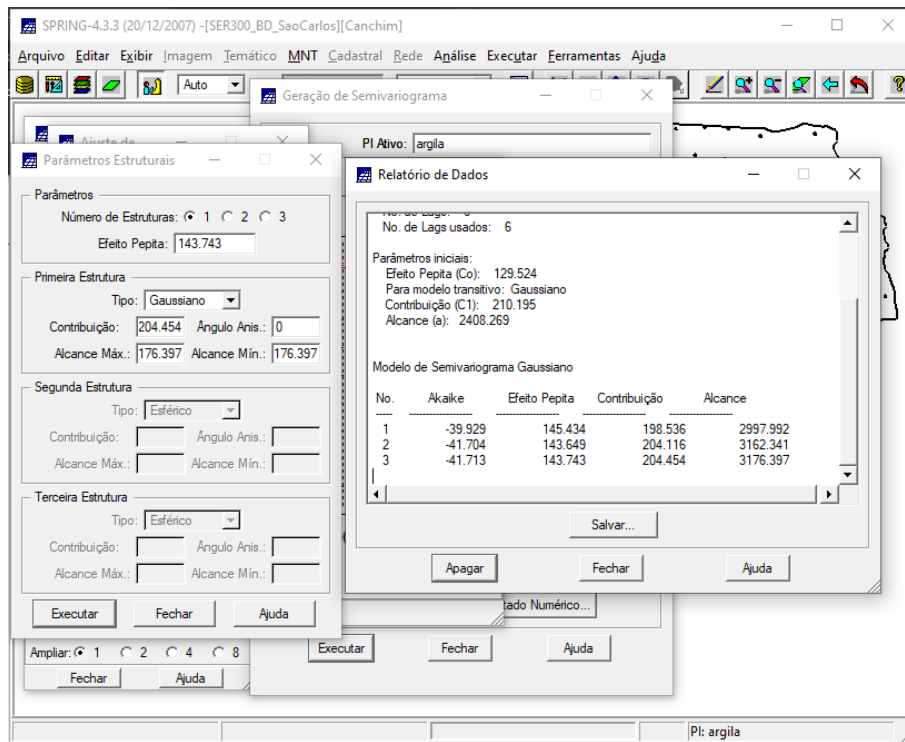 SPRING-4.3.3 (20/12/2007) -[SER300_BD_SaoCarlos][Canchim]
Arquivo Editar Exibir Imagem Temático MNT Cadastral Rede Análise Executar Ferramentas Ajuda
Auto
Geração de Semivariograma
PI Ativo: argila
Ajuste de
Parâmetros Estruturais
Parâmetros
Número de Estruturas: 1 2 3
Efeito Pepita: 143.743
Primeira Estrutura
Tipo: Gaussiano
Contribuição: 204.454 Ângulo Anis.: 0
Alcance Máx.: 176.397 Alcance Mín.: 176.397
Segunda Estrutura
Tipo: Esférico
Contribuição: Ângulo Anis.:
Alcance Máx.: Alcance Mín.:
Terceira Estrutura
Tipo: Esférico
Contribuição: Ângulo Anis.:
Alcance Máx.: Alcance Mín.:
Executar Fechar Ajuda
Relatório de Dados
No. de Lags usados: 6
Parâmetros iniciais:
Efeito Pepita (Co): 129.524
Para modelo transitivo: Gaussiano
Contribuição (C1): 210.195
Alcance (a): 2408.269
Modelo de Semivariograma Gaussiano
No. Akaike Efeito Pepita Contribuição Alcance
1 -39.929 145.434 198.536 2997.992
2 -41.704 143.649 204.116 3162.341
3 -41.713 143.743 204.454 3176.397
Salvar...
Apagar Fechar Ajuda
tado Numérico...
Executar Fechar Ajuda
Ampliar: 1 2 4 8
Fechar Ajuda
PI: argila